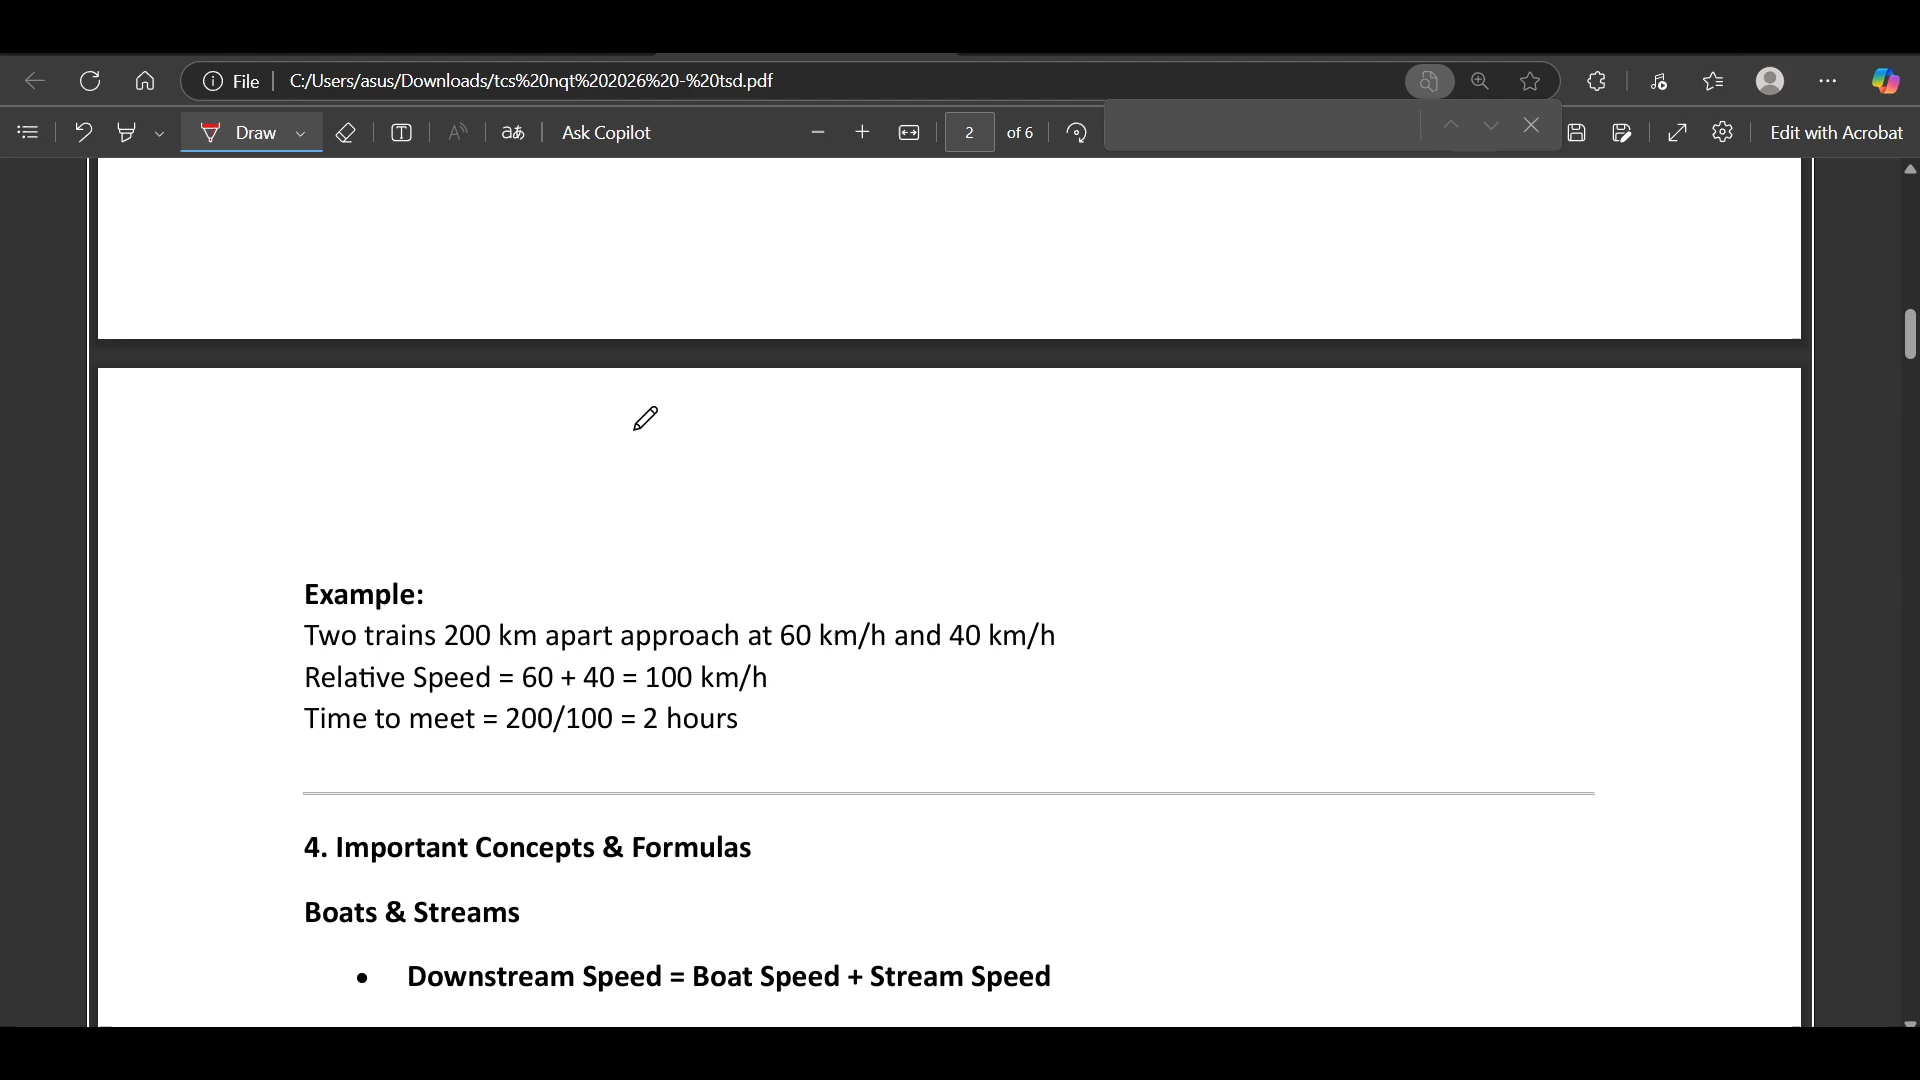 File
C:/Users/asus/Downloads/tcs%20nqt%202026%20-%20tsd.pdf
Draw
aあ
Ask Copilot
2
of 6
Edit with Acrobat
Example:
Two trains 200 km apart approach at 60 km/h and 40 km/h
Relative Speed = 60 + 40 = 100 km/h
Time to meet = 200/100 = 2 hours
4. Important Concepts & Formulas
Boats & Streams
• Downstream Speed = Boat Speed + Stream Speed